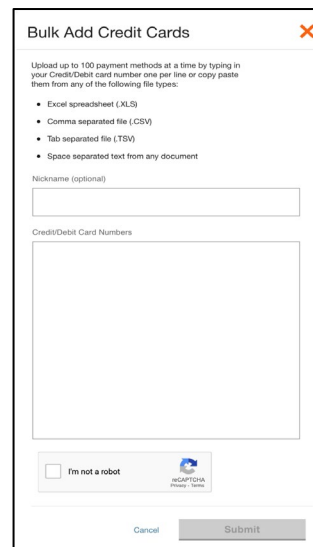 Bulk Add Credit Cards
Upload up to 100 payment methods at a time by typing in
your Credit/Debit card number one per line or copy paste
them from any of the following file types:
• Excel spreadsheet (.XLS)
• Comma separated file (.CSV)
• Tab separated file (.TSV)
• Space separated text from any document
Nickname (optional)
Credit/Debit Card Numbers
I'm not a robot
reCAPTCHA
Privacy - Terms
Cancel
Submit